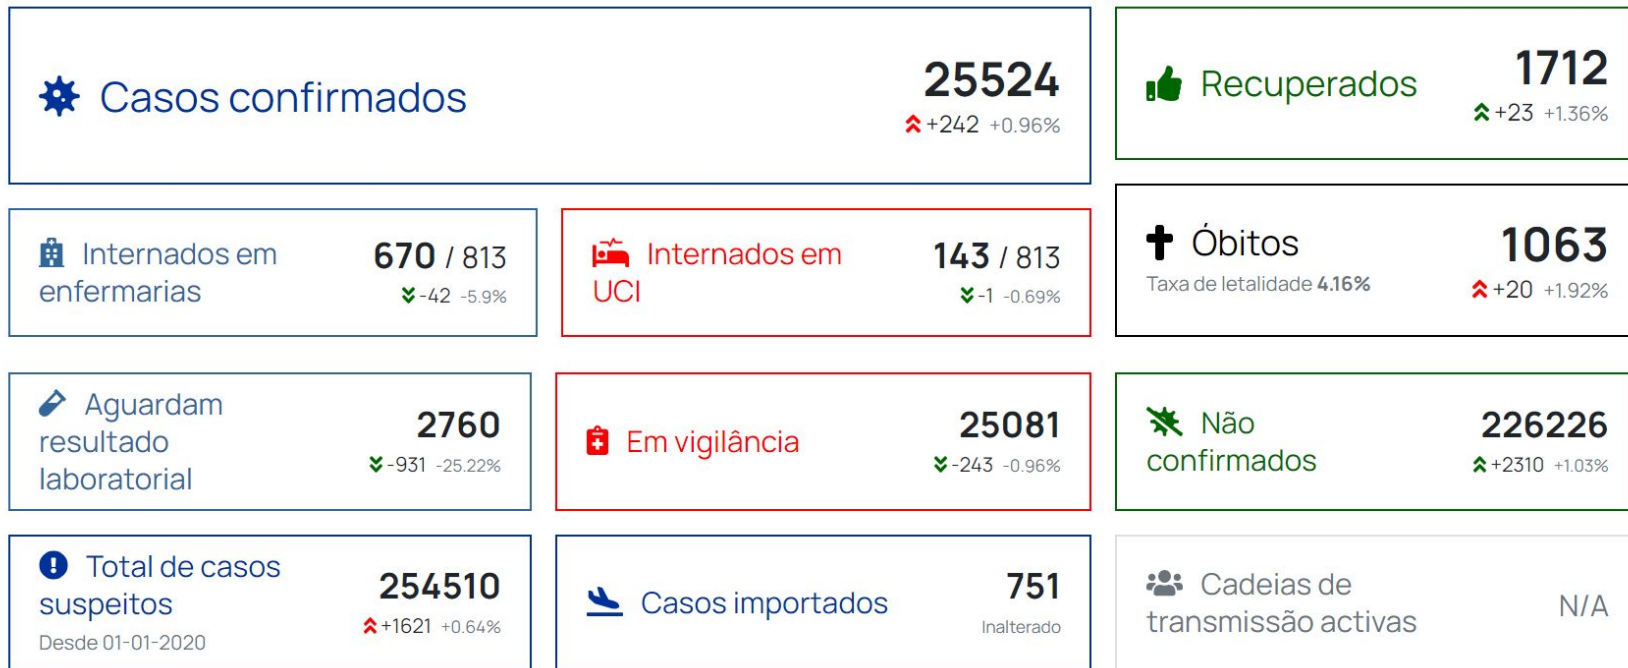 Casos confirmados
25524
+242 +0.96%
Recuperados
1712
+23 +1.36%
Internados em
enfermarias
670 / 813
-42 -5.9%
Internados em
UCI
143 / 813
-1 -0.69%
Óbitos
Taxa de letalidade 4.16%
1063
+20 +1.92%
Aguardam
resultado
laboratorial
2760
-931 -25.22%
Em vigilância
25081
-243 -0.96%
Não
confirmados
226226
+2310 +1.03%
Total de casos
suspeitos
Desde 01-01-2020
254510
+1621 +0.64%
Casos importados
751
Inalterado
Cadeias de
transmissão activas
N/A